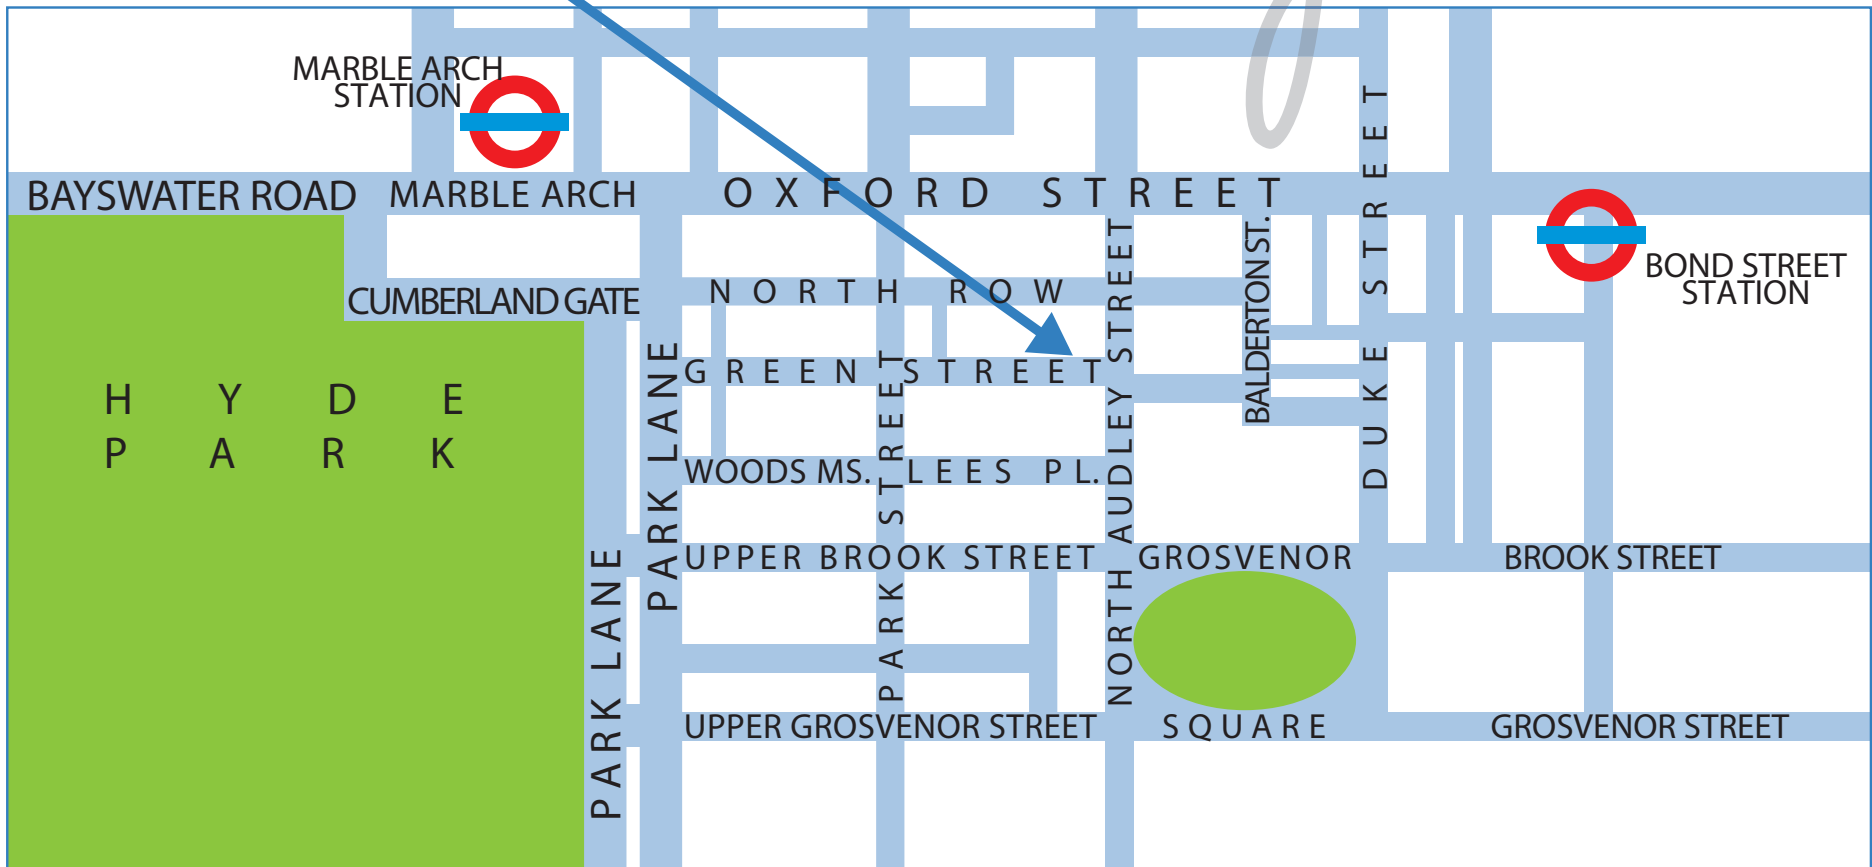 MARBLE ARCH
STATION
BAYSWATER ROAD
MARBLE ARCH
OXFORD STREET
DUKE STREET
BOND STREET
STATION
CUMBERLAND GATE
NORTH ROW
BALDERTON ST.
PARK LANE
GREEN STREET
HYDE
PARK
WOODS MS.
LEES PL.
PARK STREET
NORTH AUDLEY STREET
PARK LANE
UPPER BROOK STREET
GROSVENOR
BROOK STREET
UPPER GROSVENOR STREET
SQUARE
GROSVENOR STREET